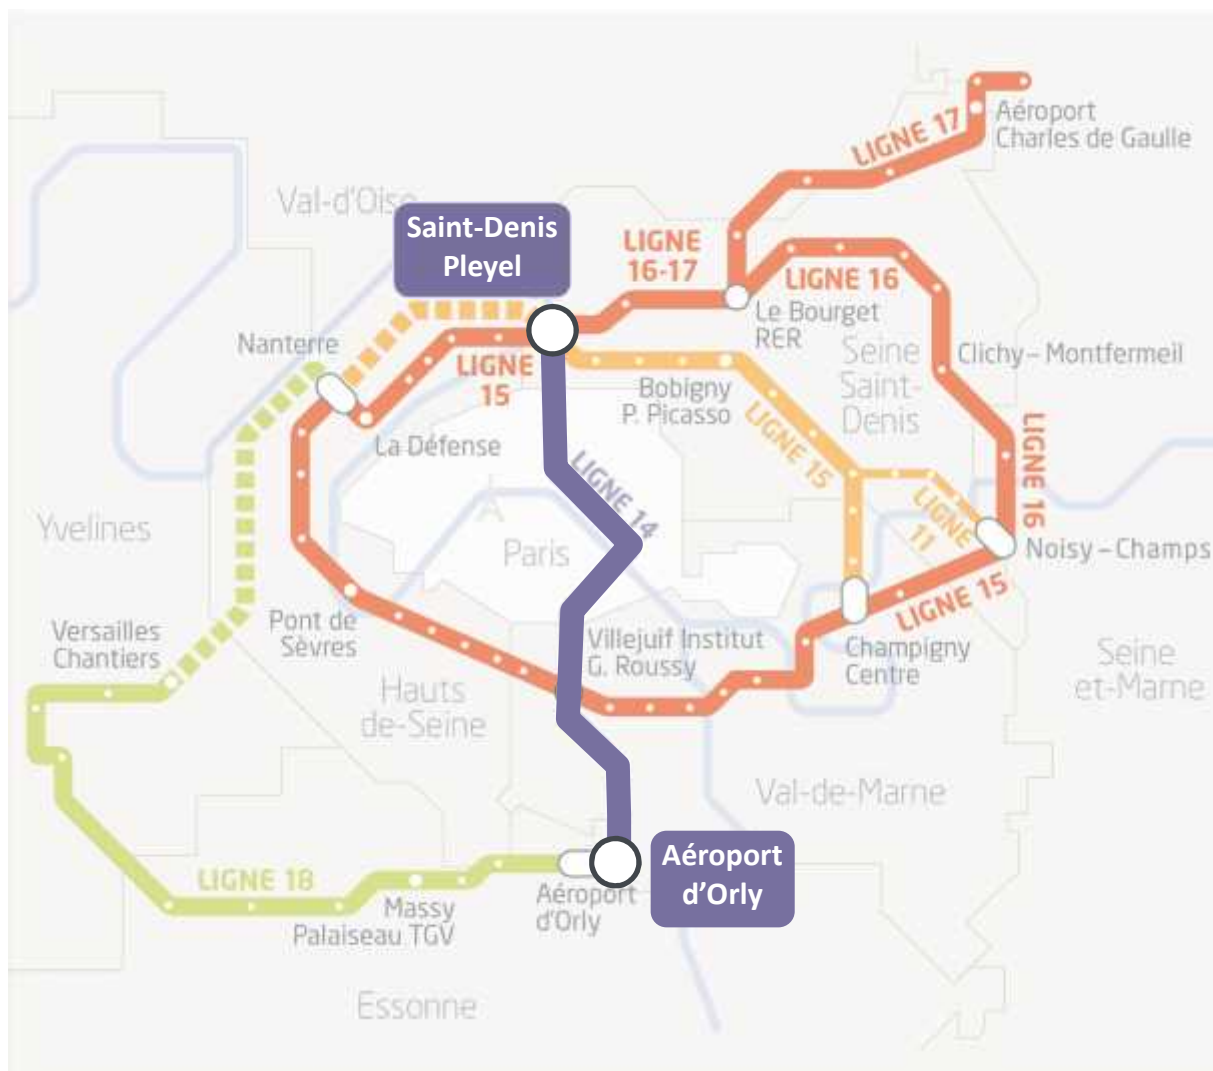 LIGNE 17
Aéroport
Charles de Gaulle
Val-d'Oise
Saint-Denis
Pleyel
LIGNE
16-17
LIGNE 16
Le Bourget
RER
Nanterre
LIGNE
15
Seine
Saint-
Denis
Clichy – Montfermeil
Bobigny
P. Picasso
La Défense
LIGNE 15
LIGNE 16
LIGNE 14
LIGNE
11
Yvelines
Paris
Noisy – Champs
LIGNE 15
Pont de
Sèvres
Versailles
Chantiers
Villejuif Institut
G. Roussy
Champigny
Centre
Seine
et-Marne
Hauts
de-Seine
Val-de-Marne
Aéroport
d'Orly
LIGNE 18
Massy
Palaiseau TGV
Aéroport
d'Orly
Essonne